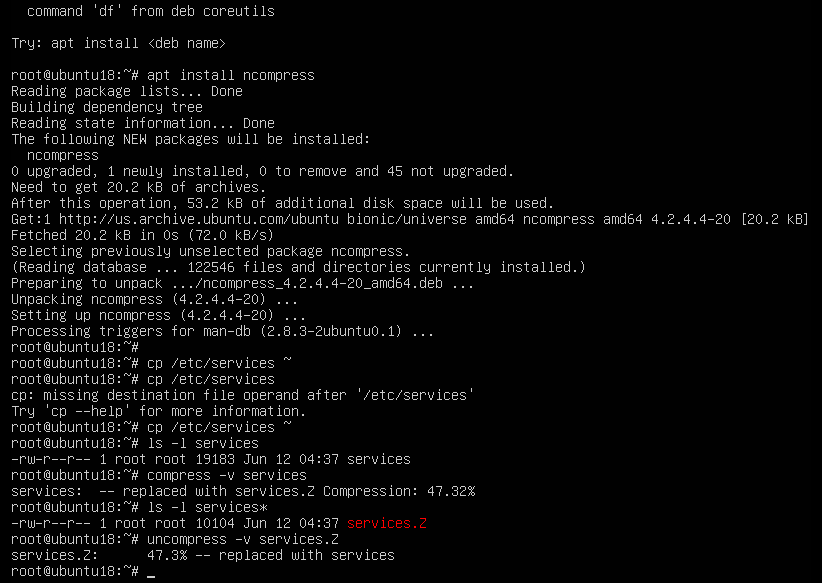 command 'df' from deb coreutils
Try: apt install <deb name>
root@ubuntu18:~# apt install ncompress
Reading package lists... Done
Building dependency tree
Reading state information... Done
The following NEW packages will be installed:
ncompress
0 upgraded, 1 newly installed, 0 to remove and 45 not upgraded.
Need to get 20.2 kB of archives.
After this operation, 53.2 kB of additional disk space will be used.
Get:1 http://us.archive.ubuntu.com/ubuntu bionic/universe amd64 ncompress amd64 4.2.4.4-20 [20.2 kB]
Fetched 20.2 kB in 0s (72.0 kB/s)
Selecting previously unselected package ncompress.
(Reading database ... 122546 files and directories currently installed.)
Preparing to unpack .../ncompress_4.2.4.4-20_amd64.deb ...
Unpacking ncompress (4.2.4.4-20) ...
Setting up ncompress (4.2.4.4-20) ...
Processing triggers for man-db (2.8.3-2ubuntu0.1) ...
root@ubuntu18:~#
root@ubuntu18:~# cp /etc/services ~
root@ubuntu18:~# cp /etc/services
cp: missing destination file operand after '/etc/services'
Try 'cp --help' for more information.
root@ubuntu18:~# cp /etc/services ~
root@ubuntu18:~# ls -l services
-rw-r--r-- 1 root root 19183 Jun 12 04:37 services
root@ubuntu18:~# compress -v services
services:  -- replaced with services.Z Compression: 47.32%
root@ubuntu18:~# ls -l services*
-rw-r--r-- 1 root root 10104 Jun 12 04:37 services.Z
root@ubuntu18:~# uncompress -v services.Z
services.Z:      47.3% -- replaced with services
root@ubuntu18:~# _